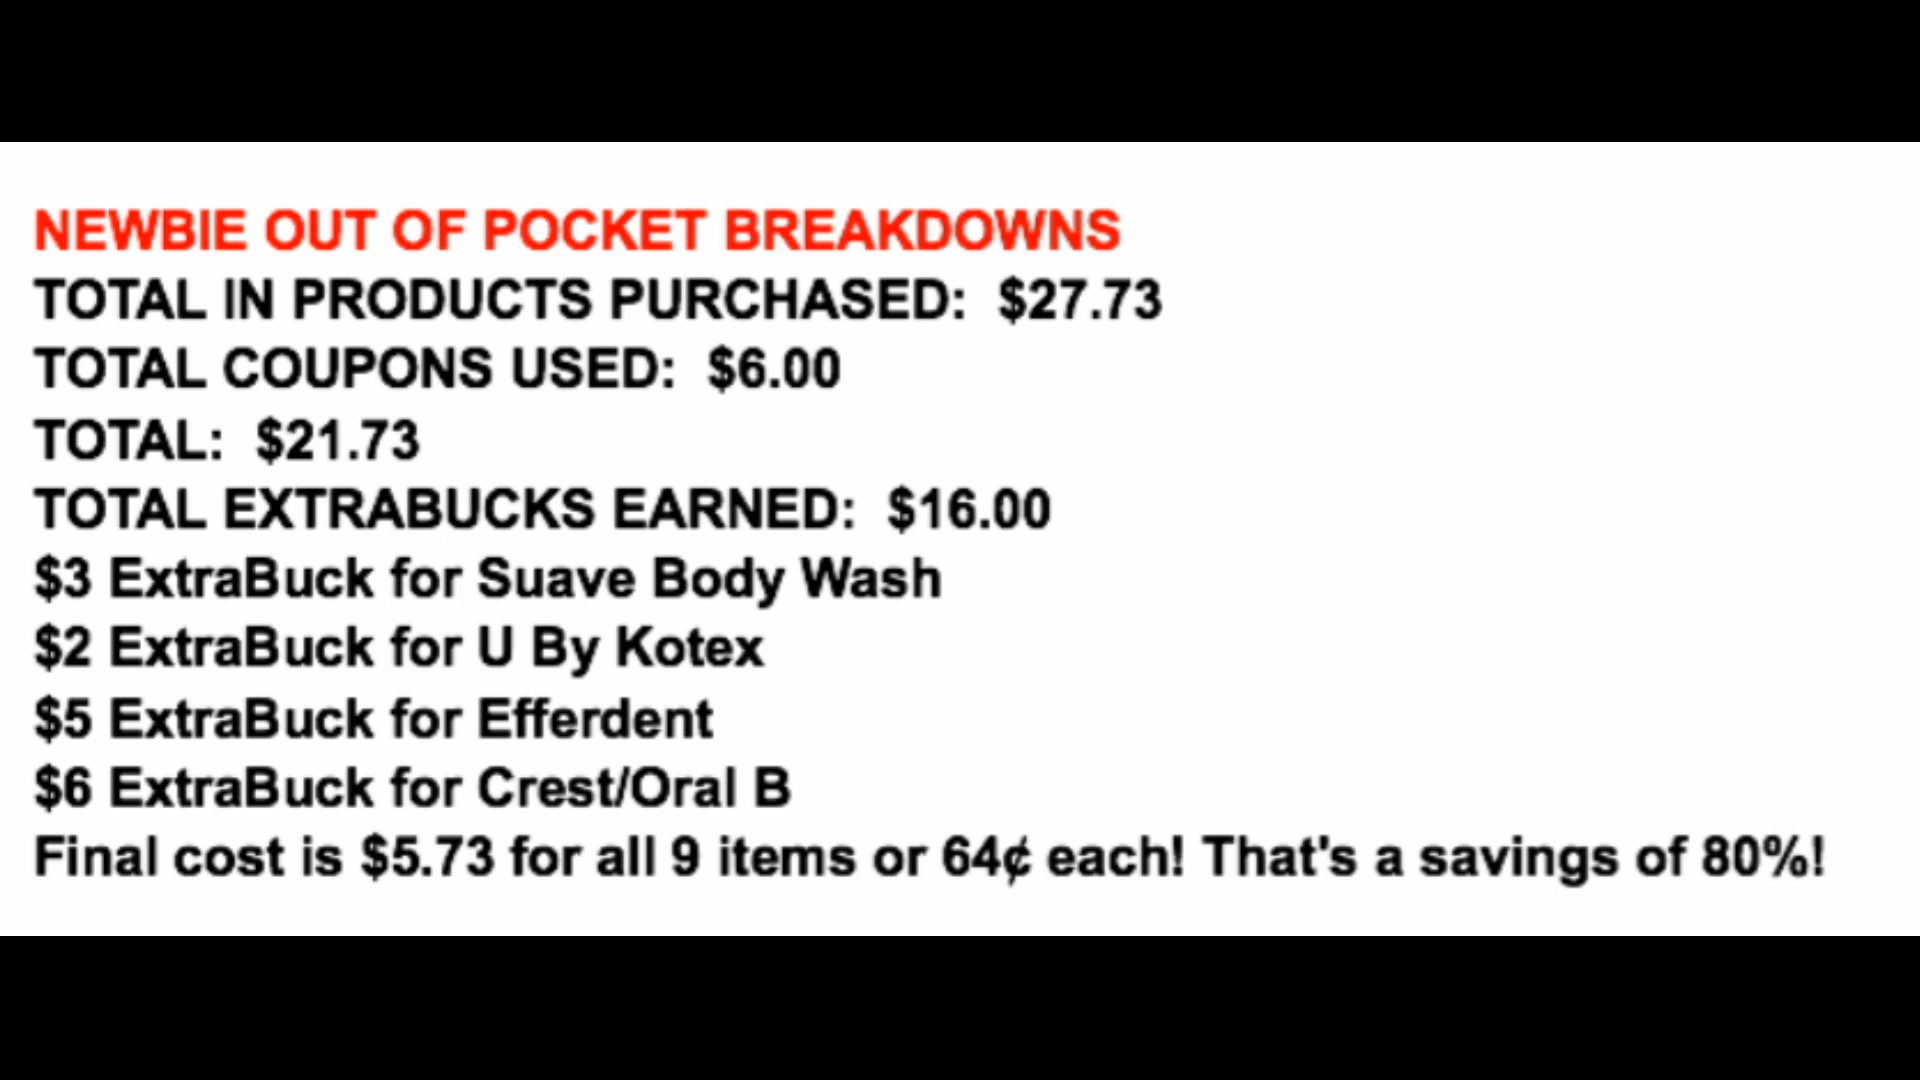 NEWBIE OUT OF POCKET BREAKDOWNS
TOTAL IN PRODUCTS PURCHASED:  $27.73
TOTAL COUPONS USED:  $6.00
TOTAL:  $21.73
TOTAL EXTRABUCKS EARNED:  $16.00
$3 ExtraBuck for Suave Body Wash
$2 ExtraBuck for U By Kotex
$5 ExtraBuck for Efferdent
$6 ExtraBuck for Crest/Oral B
Final cost is $5.73 for all 9 items or 64¢ each! That's a savings of 80%!